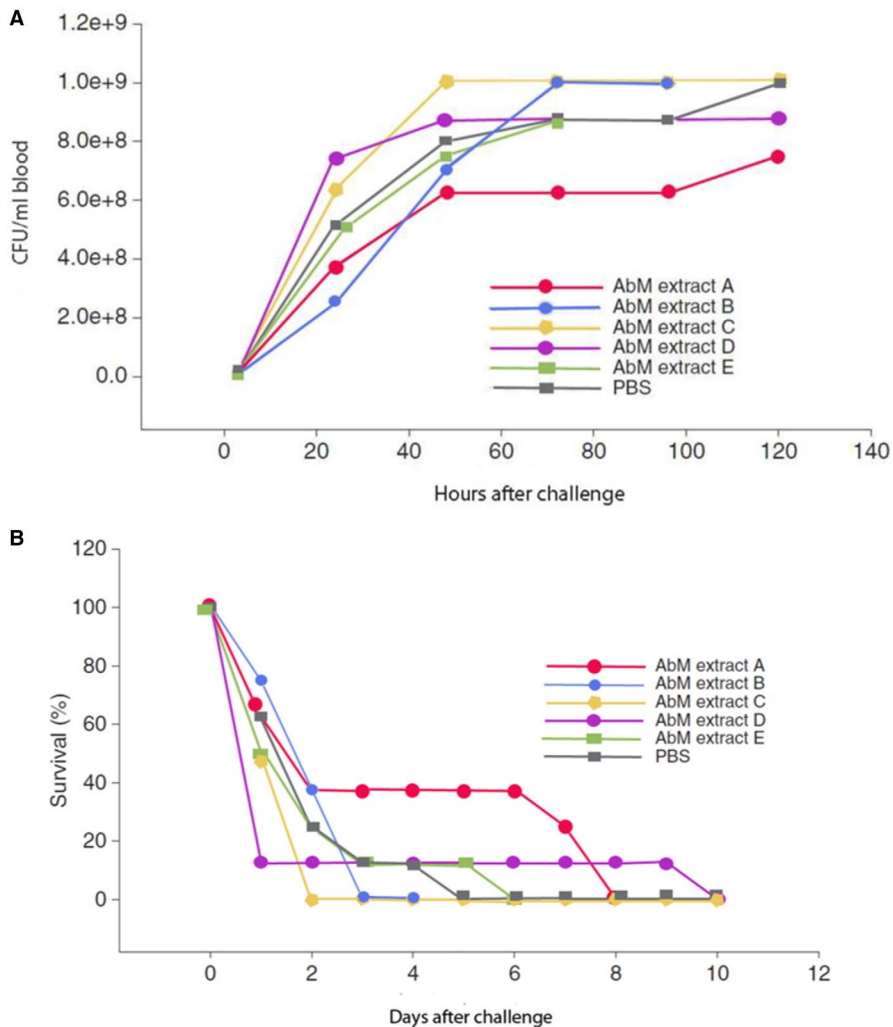 A
1.2e+9
1.0e+9
8.0e+8
6.0e+8
4.0e+8
2.0e+8
0.0
CFU/ml blood
AbM extract A
AbM extract B
AbM extract C
AbM extract D
AbM extract E
PBS
0 20 40 60 80 100 120 140
Hours after challenge
B
120
100
80
60
40
20
0
Survival (%)
AbM extract A
AbM extract B
AbM extract C
AbM extract D
AbM extract E
PBS
0 2 4 6 8 10 12
Days after challenge